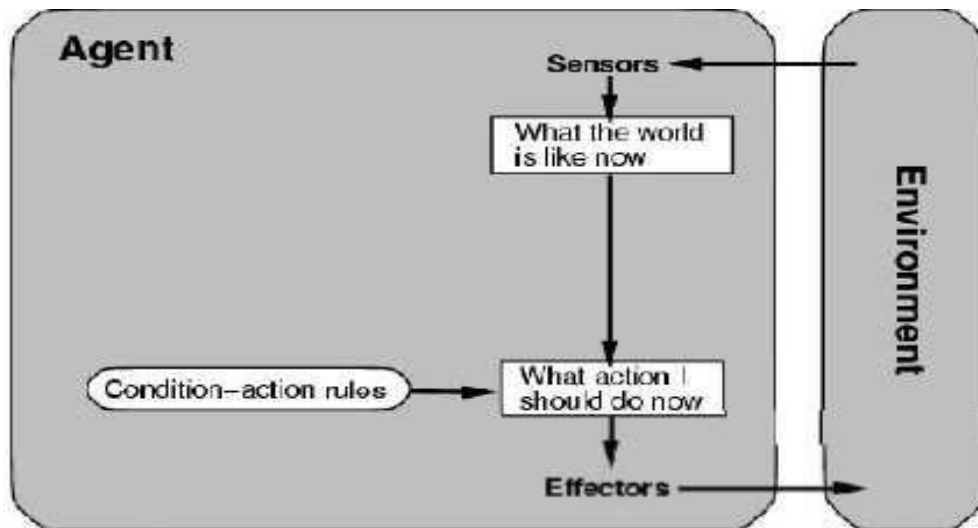 Agent
Sensors
What the world
is like now
Environment
Condition-action rules
What action I
should do now
Effectors